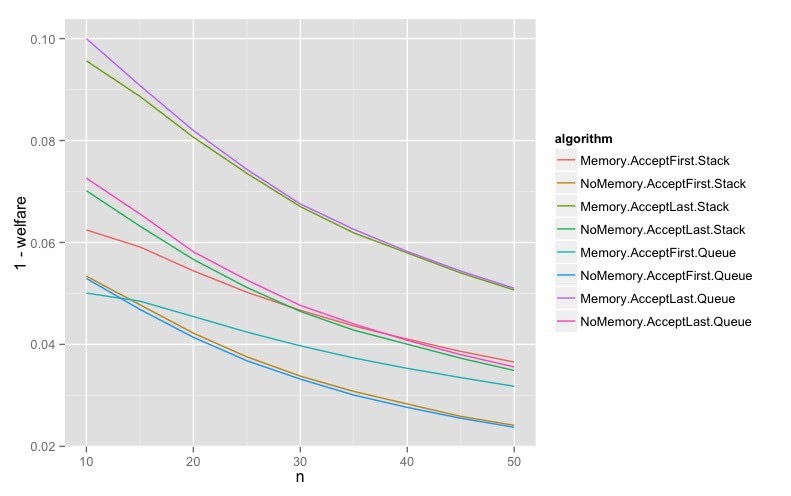 1 - welfare
0.10
0.08
0.06
0.04
0.02
10 20 30 40 50
n
algorithm
Memory.AcceptFirst.Stack
NoMemory.AcceptFirst.Stack
Memory.AcceptLast.Stack
NoMemory.AcceptLast.Stack
Memory.AcceptFirst.Queue
NoMemory.AcceptFirst.Queue
Memory.AcceptLast.Queue
NoMemory.AcceptLast.Queue